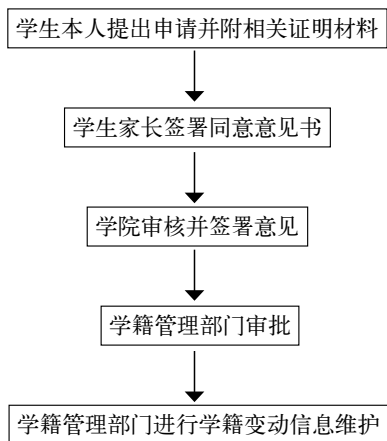 学生本人提出申请并附相关证明材料
学生家长签署同意意见书
学院审核并签署意见
学籍管理部门审批
学籍管理部门进行学籍变动信息维护